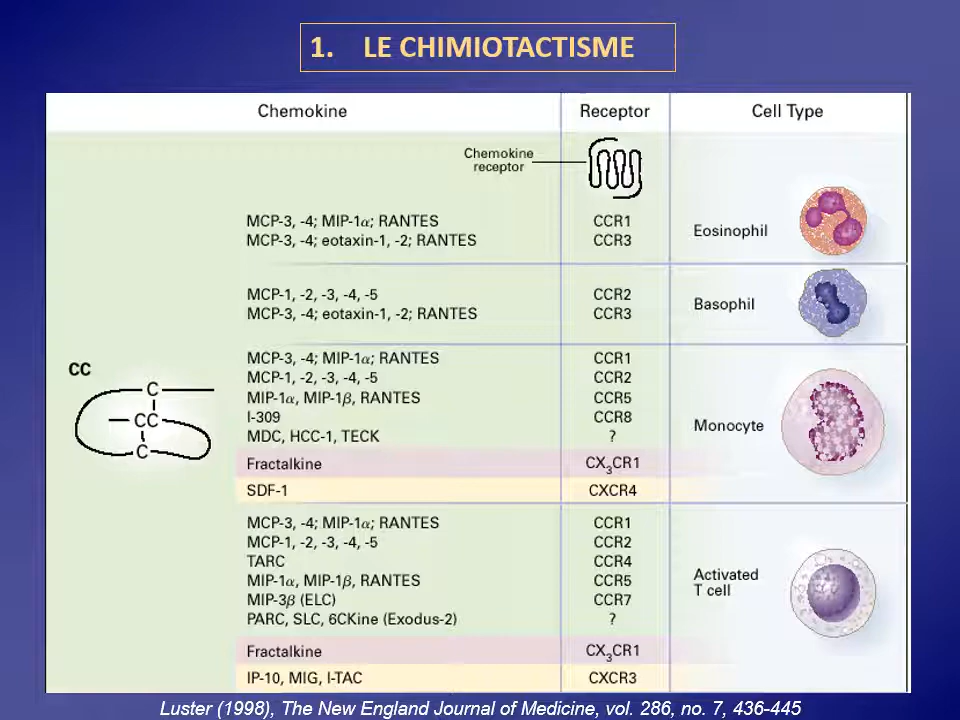 1. LE CHIMIOTACTISME
Chemokine Receptor Cell Type
Chemokine
receptor
MCP-3, -4; MIP-1α; RANTES CCR1
MCP-3, -4; eotaxin-1, -2; RANTES CCR3
Eosinophil
MCP-1, -2, -3, -4, -5 CCR2
MCP-3, -4; eotaxin-1, -2; RANTES CCR3
Basophil
CC
C
CC
C
MCP-3, -4; MIP-1α; RANTES CCR1
MCP-1, -2, -3, -4, -5 CCR2
MIP-1α, MIP-1β, RANTES CCR5
I-309 CCR8
MDC, HCC-1, TECK ?
Fractalkine CX3CR1
SDF-1 CXCR4
Monocyte
MCP-3, -4; MIP-1α; RANTES CCR1
MCP-1, -2, -3, -4, -5 CCR2
TARC CCR4
MIP-1α, MIP-1β, RANTES CCR5
MIP-3β (ELC) CCR7
PARC, SLC, 6CKine (Exodus-2) ?
Fractalkine CX3CR1
IP-10, MIG, I-TAC CXCR3
Activated
T cell
Luster (1998), The New England Journal of Medicine, vol. 286, no. 7, 436-445